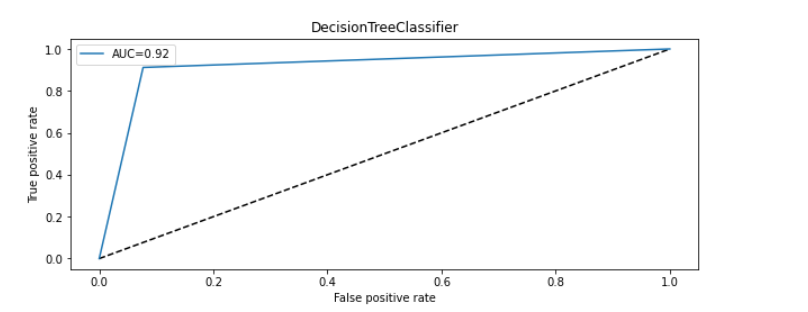 DecisionTreeClassifier
AUC=0.92
True positive rate
1.0
0.8
0.6
0.4
0.2
0.0
0.0 0.2 0.4 0.6 0.8 1.0
False positive rate